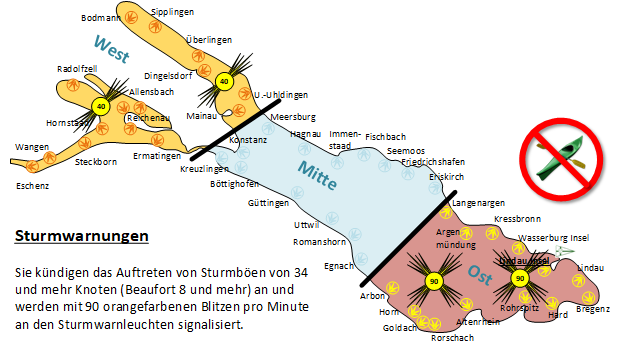 Sipplingen
Bodmann
Überlingen
West
Radolfzell
Dingelsdorf
40
Allensbach
U.-Uhldingen
40
Mainau
Meersburg
Hornstaad
Reichenau
Hagnau
Immen-
staad
Fischbach
Konstanz
Seemoos
Wangen
Ermatingen
Friedrichshafen
Steckborn
Kreuzlingen
Mitte
Eschenz
Böttighofen
Eriskirch
Güttingen
Langenargen
Kressbronn
Uttwil
Argen
mündung
Romanshorn
Wasserburg Insel
Lindau Insel
Egnach
Ost
Lindau
90
90
Arbon
Bregenz
Horn
Rohrspitz
Hard
Goldach
Altenrhein
Rorschach
Sturmwarnungen
Sie kündigen das Auftreten von Sturmböen von 34
und mehr Knoten (Beaufort 8 und mehr) an und
werden mit 90 orangefarbenen Blitzen pro Minute
an den Sturmwarnleuchten signalisiert.